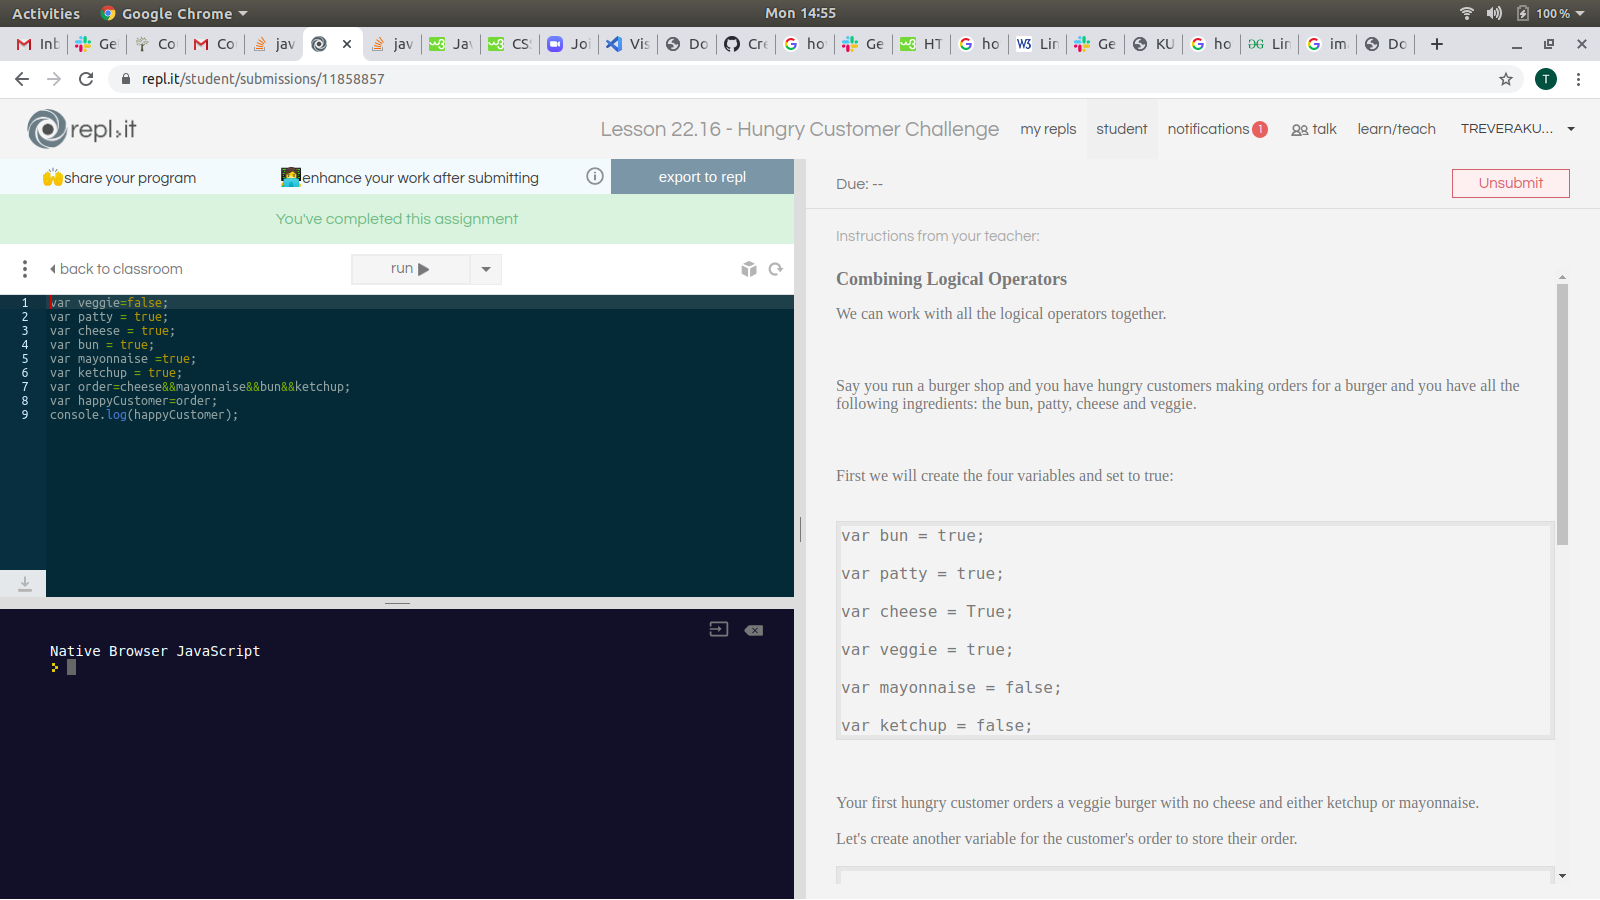 Activities Google Chrome Mon 14:55 100%
Inb Ge Co Co jav jav Jav CS Joi Vis Do Cre ho Ge HT ho Lin Ge KU ho Lin im Do
repl.it/student/submissions/11858857 T
repl.it Lesson 22.16 - Hungry Customer Challenge my repls student notifications 1 talk learn/teach TREVERAKU...
share your program enhance your work after submitting export to repl
You've completed this assignment
back to classroom run
1 var veggie=false;
2 var patty = true;
3 var cheese = true;
4 var bun = true;
5 var mayonnaise =true;
6 var ketchup = true;
7 var order=cheese&&mayonnaise&&bun&&ketchup;
8 var happyCustomer=order;
9 console.log(happyCustomer);
Native Browser JavaScript
Due: -- Unsubmit
Instructions from your teacher:
Combining Logical Operators
We can work with all the logical operators together.
Say you run a burger shop and you have hungry customers making orders for a burger and you have all the
following ingredients: the bun, patty, cheese and veggie.
First we will create the four variables and set to true:
var bun = true;
var patty = true;
var cheese = True;
var veggie = true;
var mayonnaise = false;
var ketchup = false;
Your first hungry customer orders a veggie burger with no cheese and either ketchup or mayonnaise.
Let's create another variable for the customer's order to store their order.